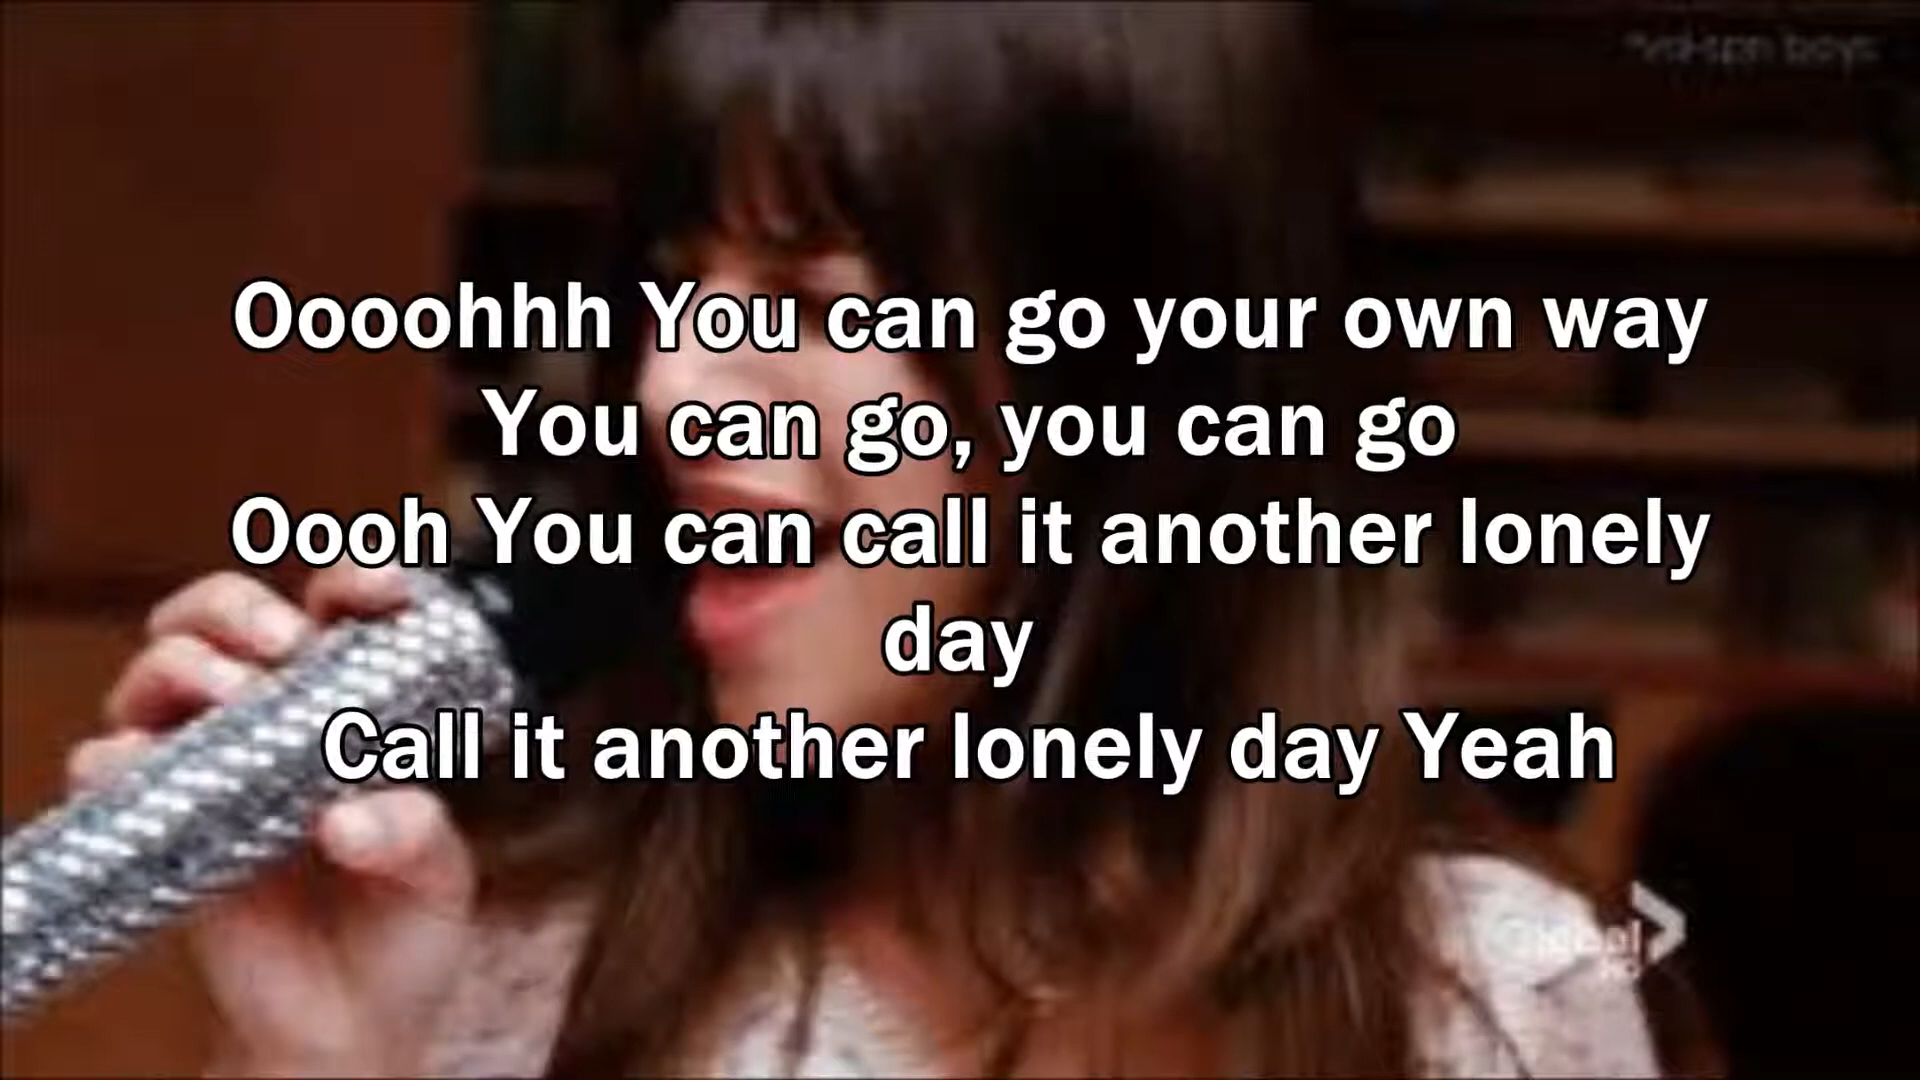 Oooohhh You can go your own way
You can go, you can go
Oooh You can call it another lonely
day
Call it another lonely day Yeah